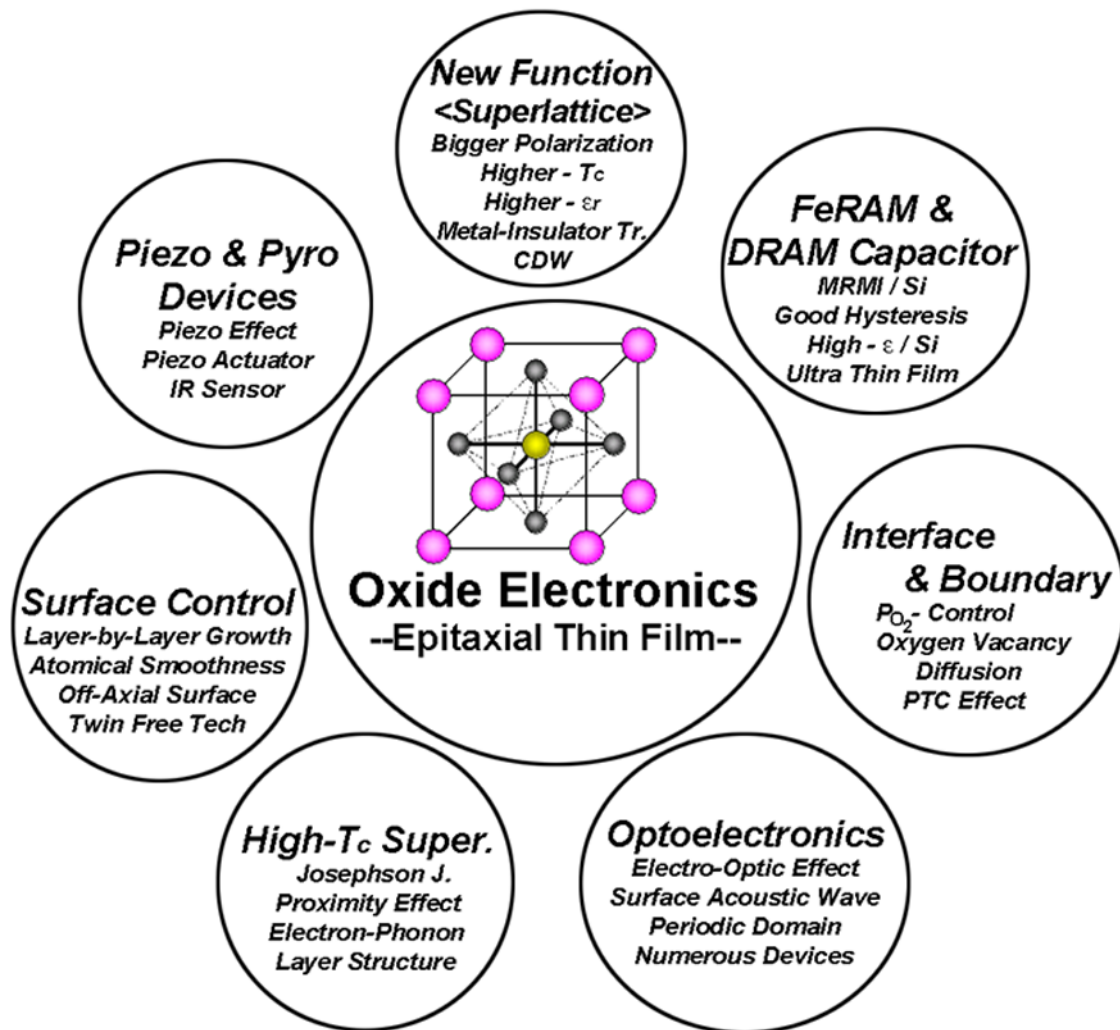 New Function
<Superlattice>
Bigger Polarization
Higher - Tc
Higher - εr
Metal-Insulator Tr.
CDW
FeRAM &
DRAM Capacitor
MRMI / Si
Good Hysteresis
High - ε / Si
Ultra Thin Film
Piezo & Pyro
Devices
Piezo Effect
Piezo Actuator
IR Sensor
Oxide Electronics
--Epitaxial Thin Film--
Interface
& Boundary
PO2- Control
Oxygen Vacancy
Diffusion
PTC Effect
Surface Control
Layer-by-Layer Growth
Atomical Smoothness
Off-Axial Surface
Twin Free Tech
High-Tc Super.
Josephson J.
Proximity Effect
Electron-Phonon
Layer Structure
Optoelectronics
Electro-Optic Effect
Surface Acoustic Wave
Periodic Domain
Numerous Devices